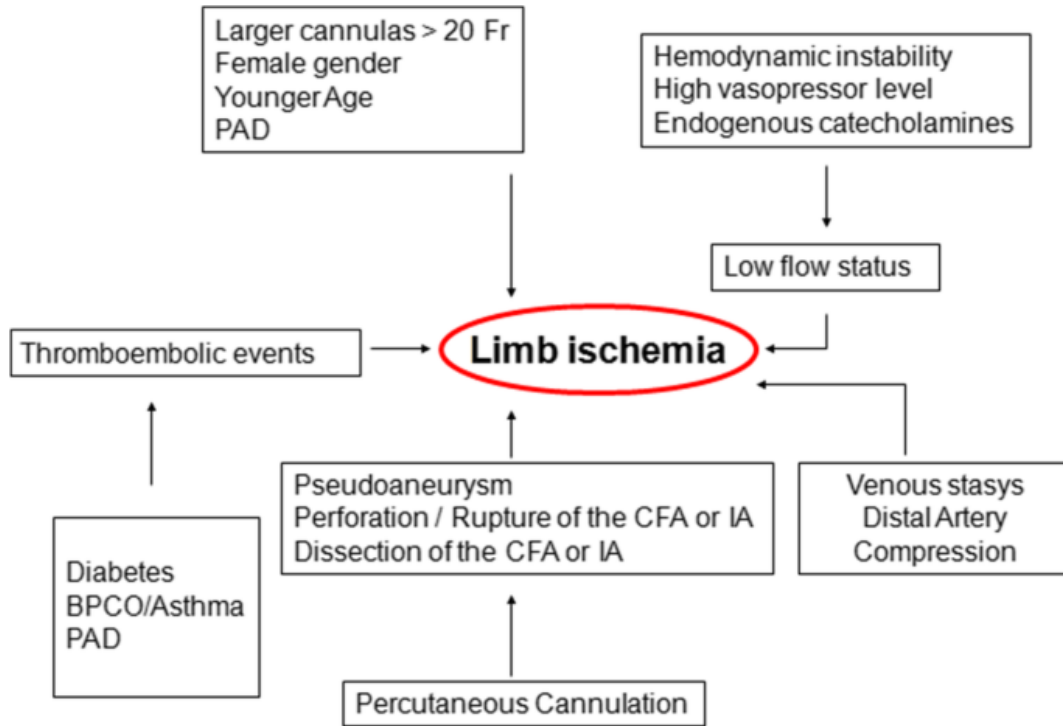 Larger cannulas > 20 Fr
Female gender
Younger Age
PAD
Hemodynamic instability
High vasopressor level
Endogenous catecholamines
Low flow status
Thromboembolic events
Limb ischemia
Pseudoaneurysm
Perforation / Rupture of the CFA or IA
Dissection of the CFA or IA
Venous stasys
Distal Artery
Compression
Diabetes
BPCO/Asthma
PAD
Percutaneous Cannulation